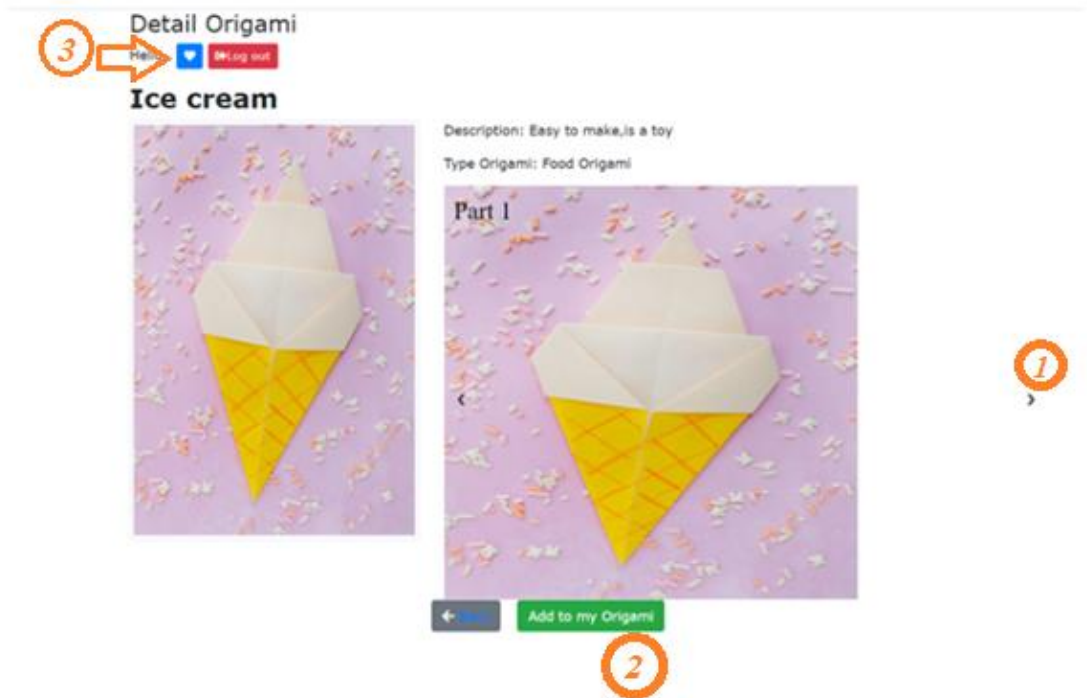 Detail Origami
3
Log out
Ice cream
Description: Easy to make,is a toy
Type Origami: Food Origami
Part 1
1
Add to my Origami
2